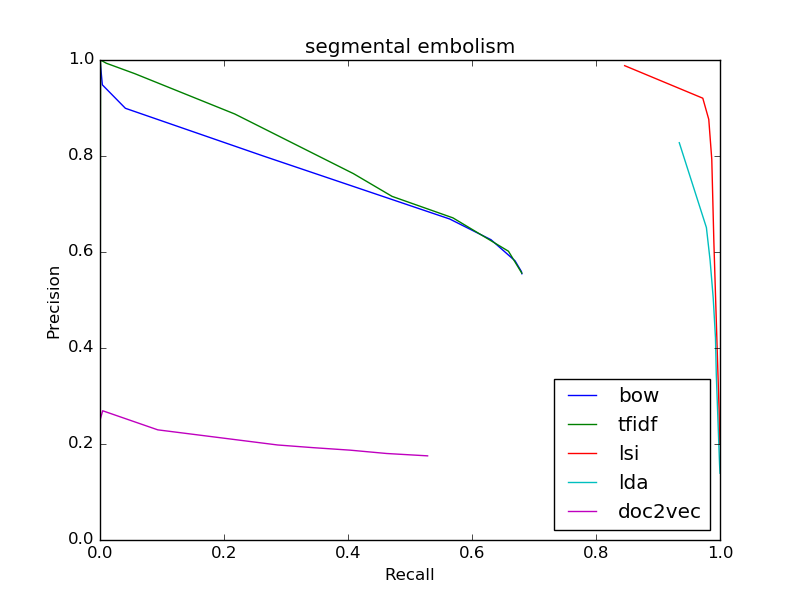 segmental embolism
1.0
0.8
0.6
0.4
0.2
0.0
Precision
0.0 0.2 0.4 0.6 0.8 1.0
Recall
bow
tfidf
lsi
lda
doc2vec